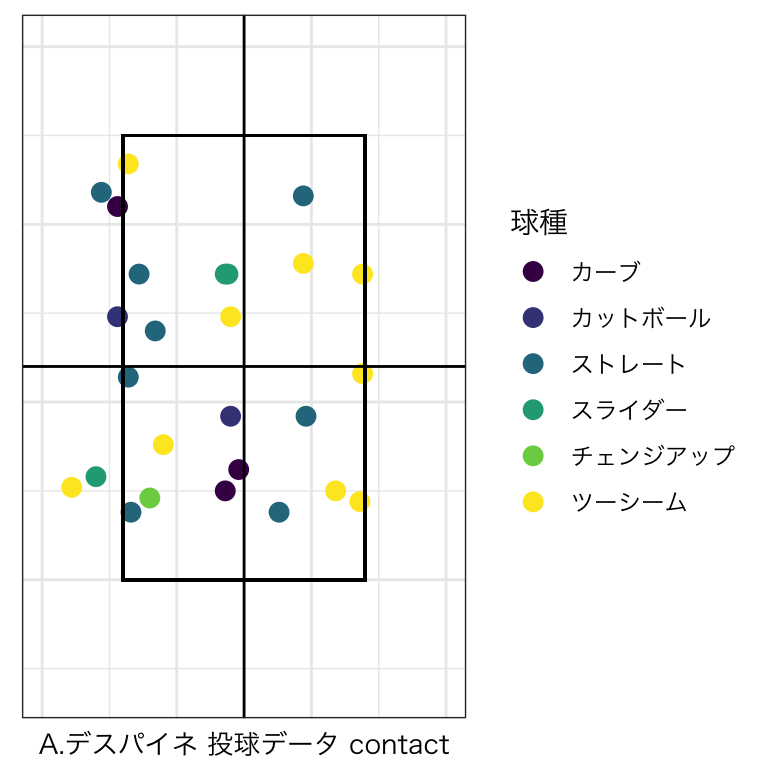 球種
カーブ
カットボール
ストレート
スライダー
チェンジアップ
ツーシーム
A.デスパイネ 投球データ contact